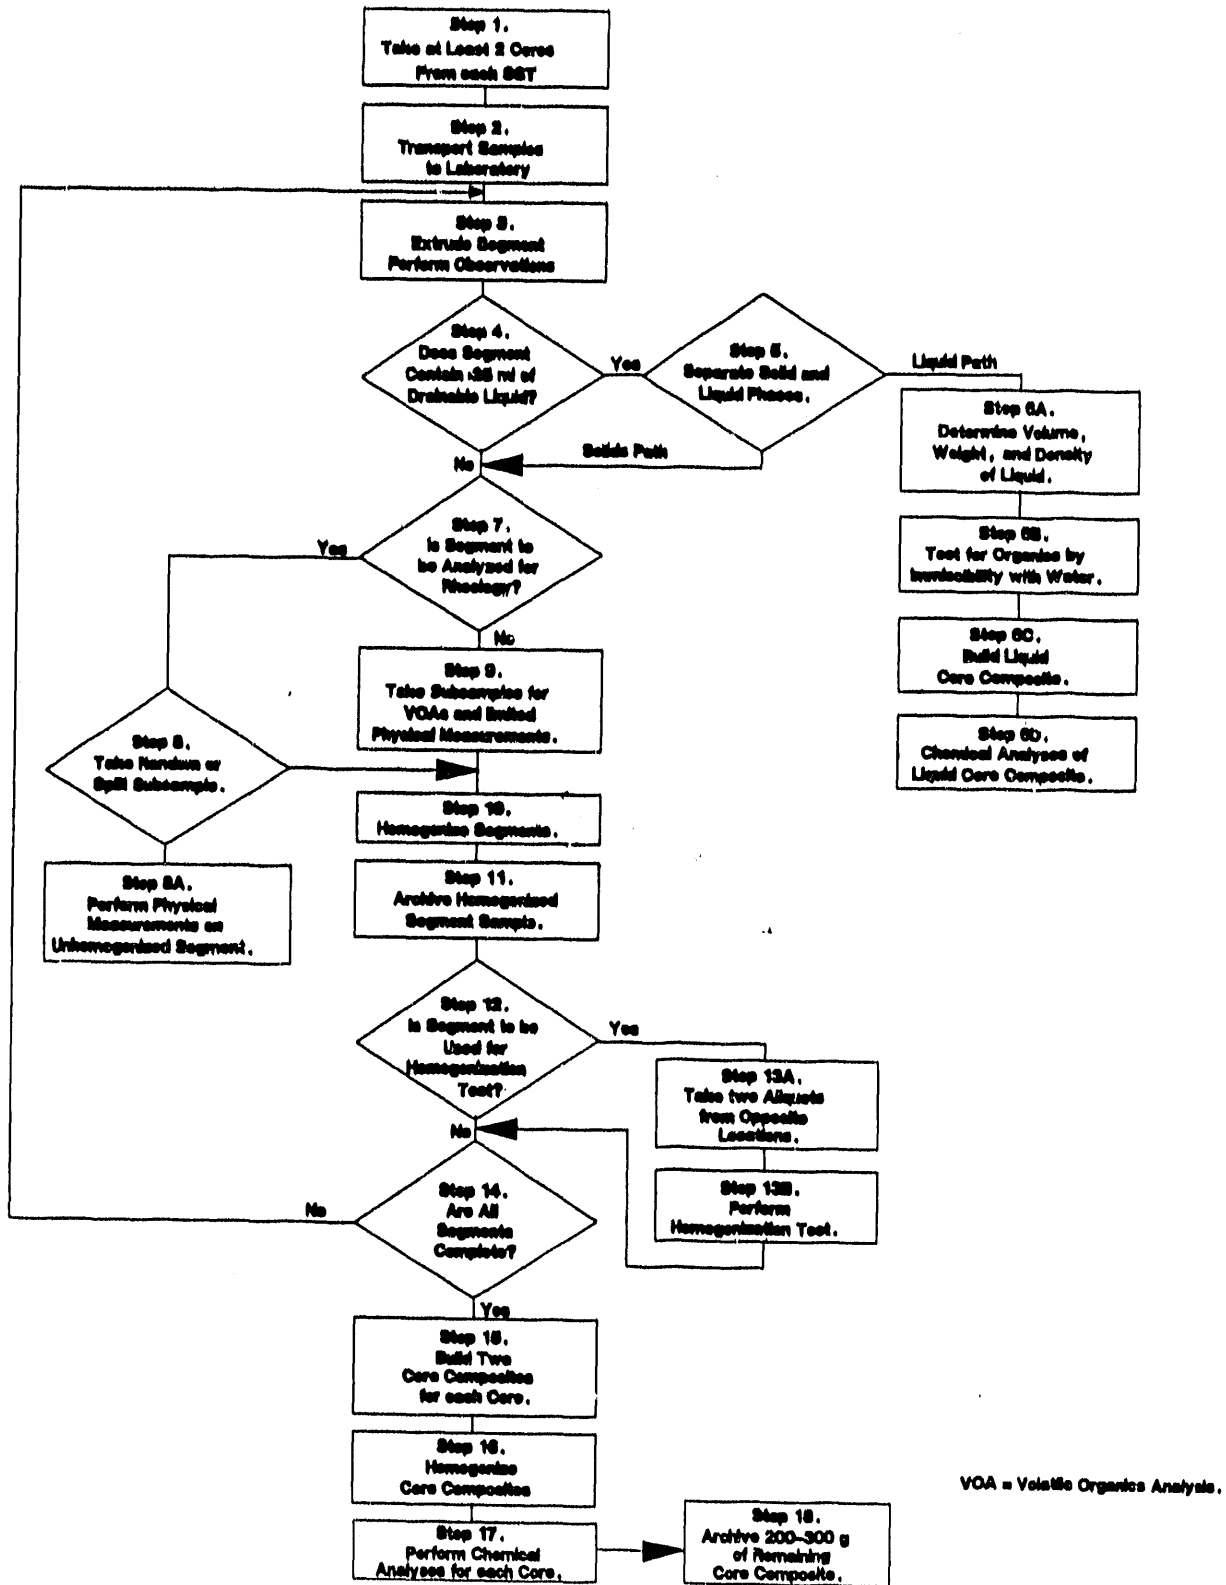 Step 1.
Take at Least 2 Cores
From each SST
Step 2.
Transport Samples
to Laboratory
Step 3.
Extrude Segment
Perform Observations
Step 4.
Does Segment
Contain >25 ml of
Drainable Liquid?
Yes
Step 5.
Separate Solid and
Liquid Phases.
Liquid Path
Step 6A.
Determine Volume,
Weight, and Density
of Liquid.
Solids Path
No
Step 6B.
Test for Organics by
Immiscibility with Water.
Step 6C.
Build Liquid
Core Composite.
Step 6D.
Chemical Analyses of
Liquid Core Composite.
Step 7.
Is Segment to
be Analyzed for
Rheology?
Yes
No
Step 9.
Take Subsamples for
VOAs and limited
Physical Measurements.
Step 8.
Take Random or
Split Subsample.
Step 8A.
Perform Physical
Measurements on
Unhomogenized Segment.
Step 10.
Homogenize Segments.
Step 11.
Archive Homogenized
Segment Sample.
Step 12.
Is Segment to be
Used for
Homogenization
Test?
Yes
No
Step 13A.
Take two Aliquots
from Opposite
Locations.
Step 13B.
Perform
Homogenization Test.
Step 14.
Are All
Segments
Complete?
No
Yes
Step 15.
Build Two
Core Composites
for each Core.
Step 16.
Homogenize
Core Composites
Step 17.
Perform Chemical
Analyses for each Core.
Step 18.
Archive 200-300 g
of Remaining
Core Composite.
VOA = Volatile Organics Analysis.